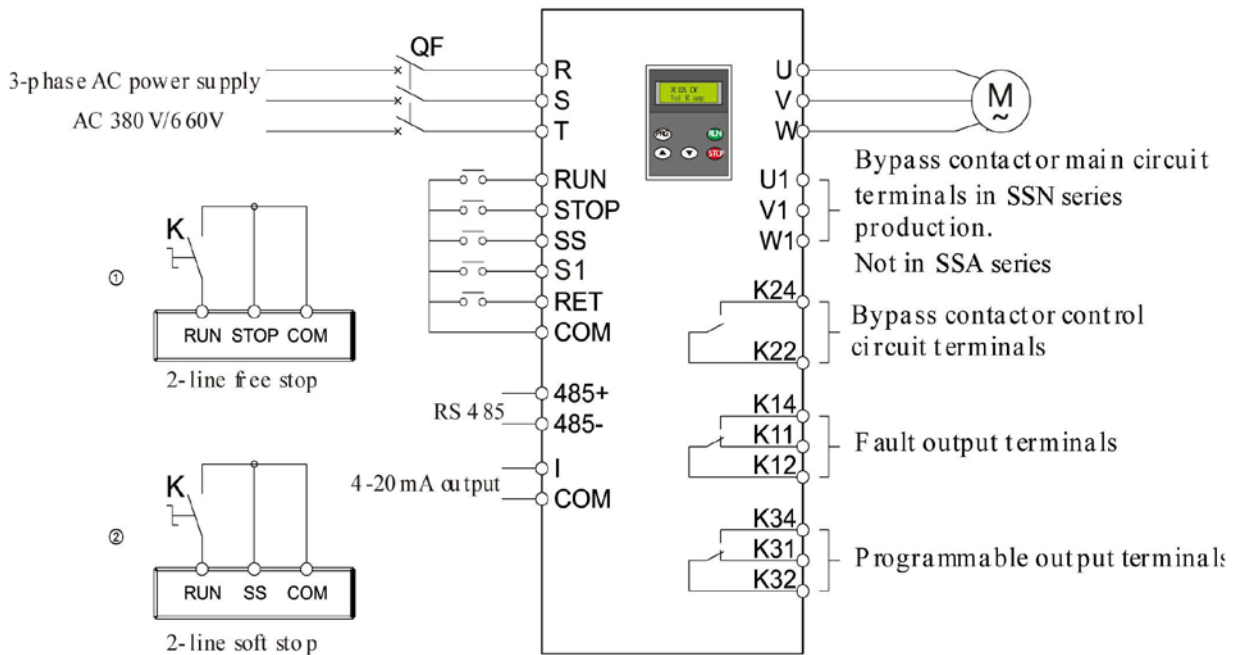 QF
3-phase AC power supply
AC 380V/660V
R
S
T
RUN
STOP
SS
S1
RET
COM
485+
485-
RS 485
I
COM
4-20mA output
K
①
RUN STOP COM
2-line free stop
K
②
RUN SS COM
2-line soft stop
RUN
STOP
U
V
W
M
~
U1
V1
W1
Bypass contactor main circuit
terminals in SSN series
production.
Not in SSA series
K24
K22
Bypass contactor control
circuit terminals
K14
K11
K12
Fault output terminals
K34
K31
K32
Programmable output terminals